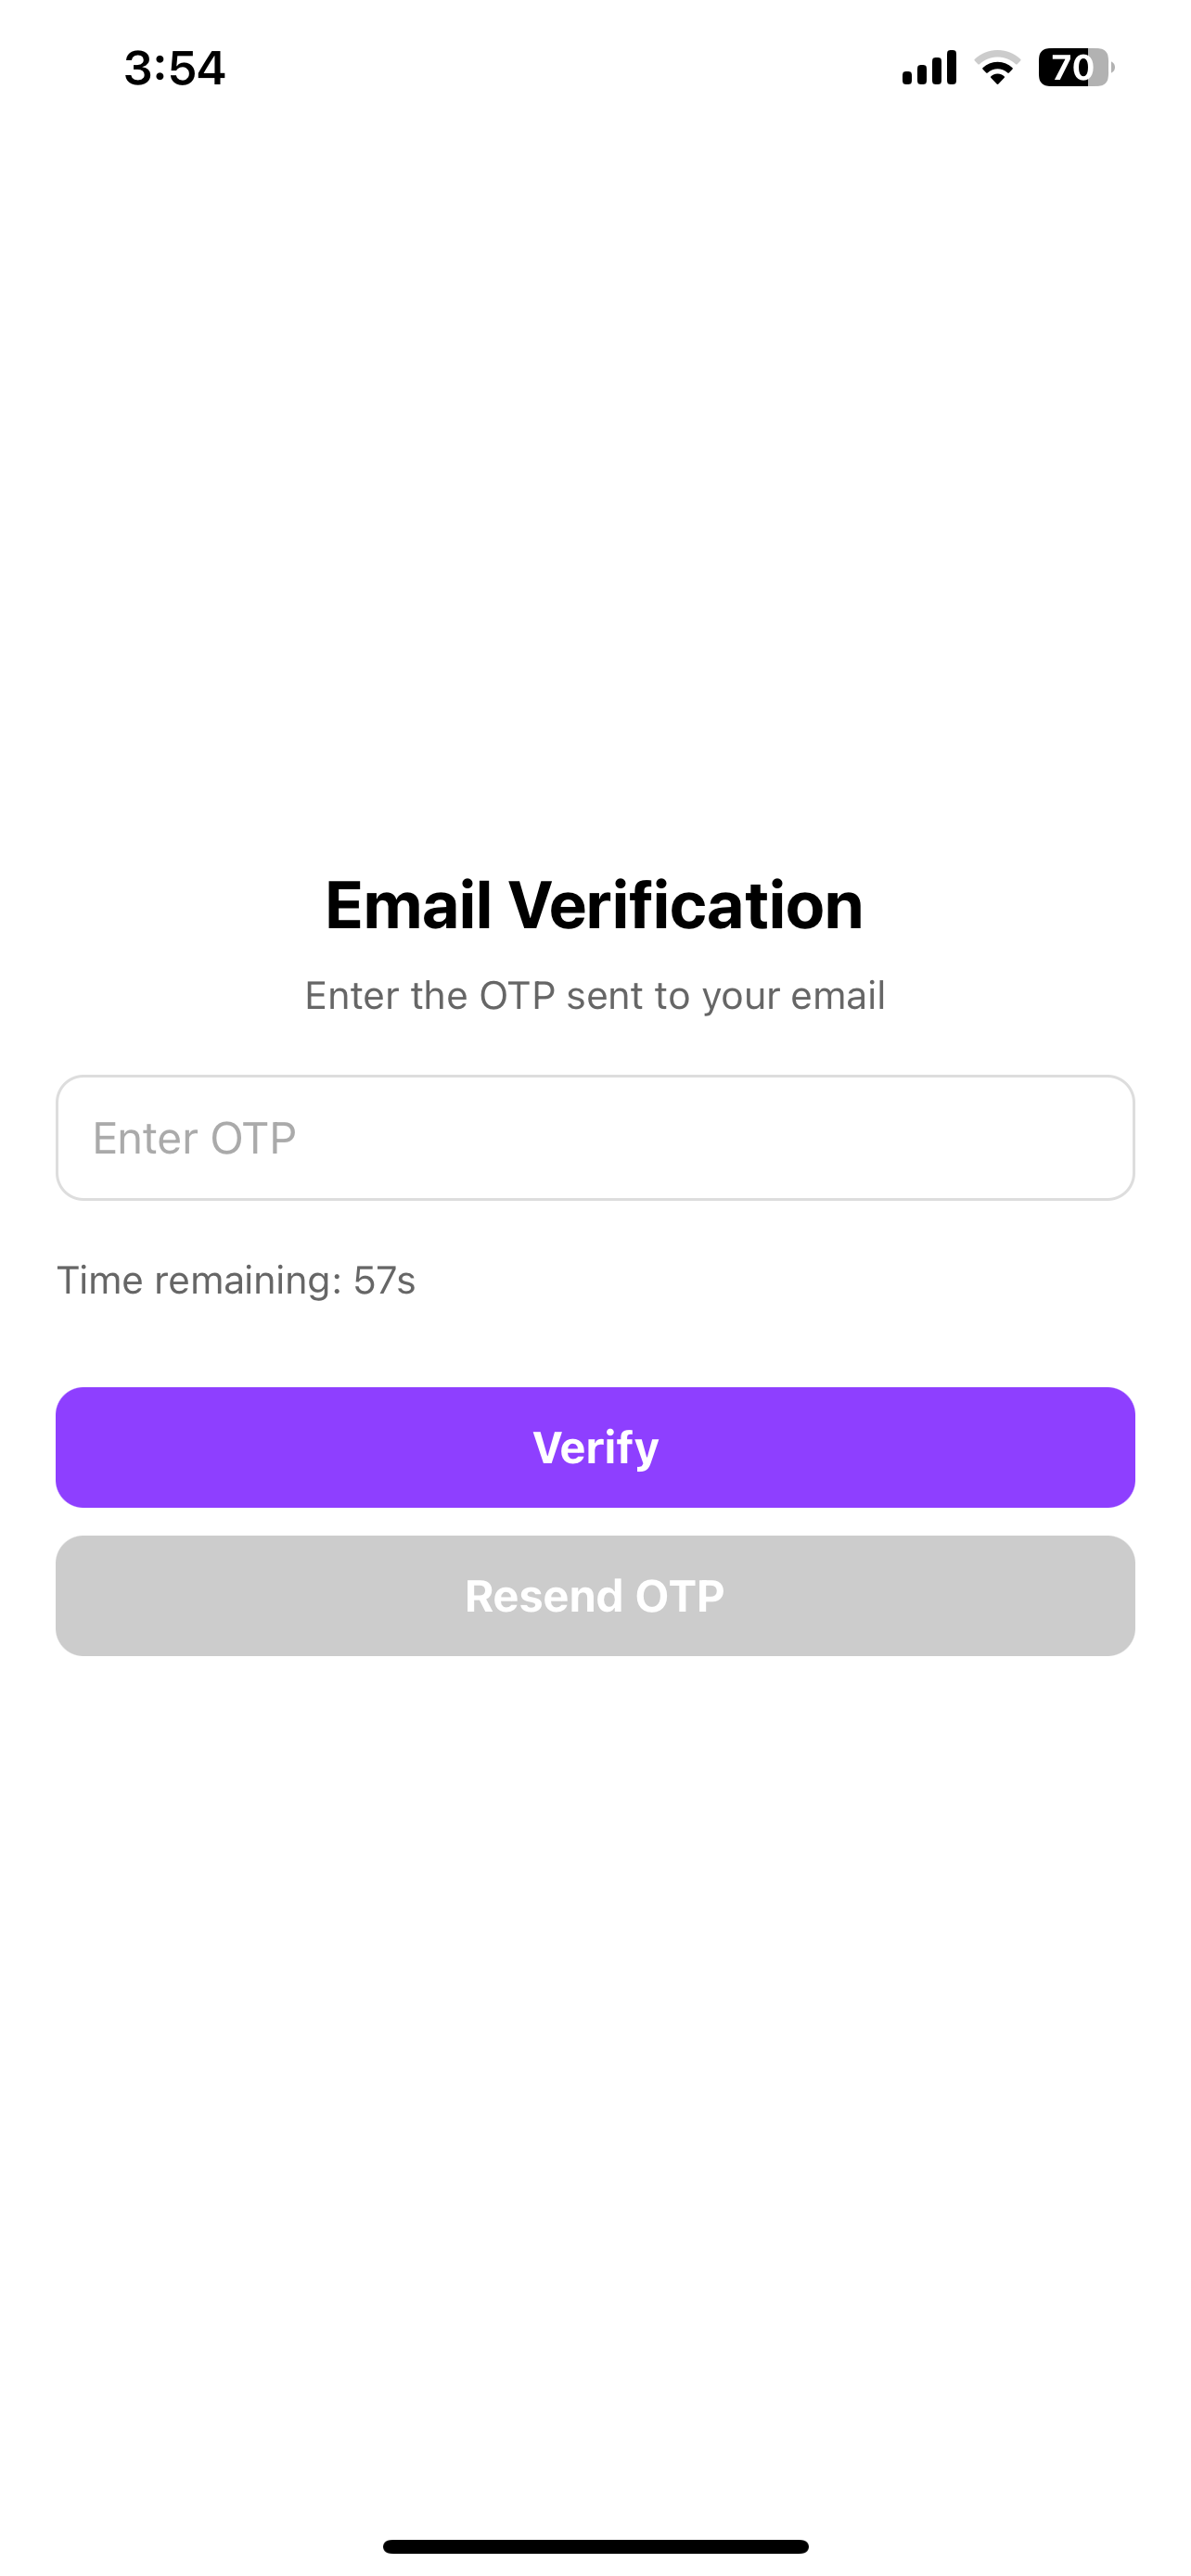 3:54
70
Email Verification
Enter the OTP sent to your email
Enter OTP
Time remaining: 57s
Verify
Resend OTP